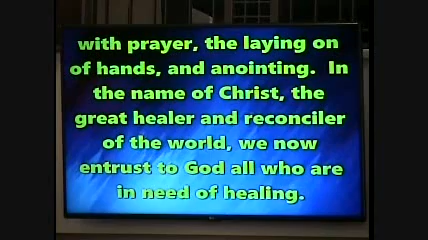 with prayer, the laying on
of hands, and anointing. In
the name of Christ, the
great healer and reconciler
of the world, we now
entrust to God all who are
in need of healing.